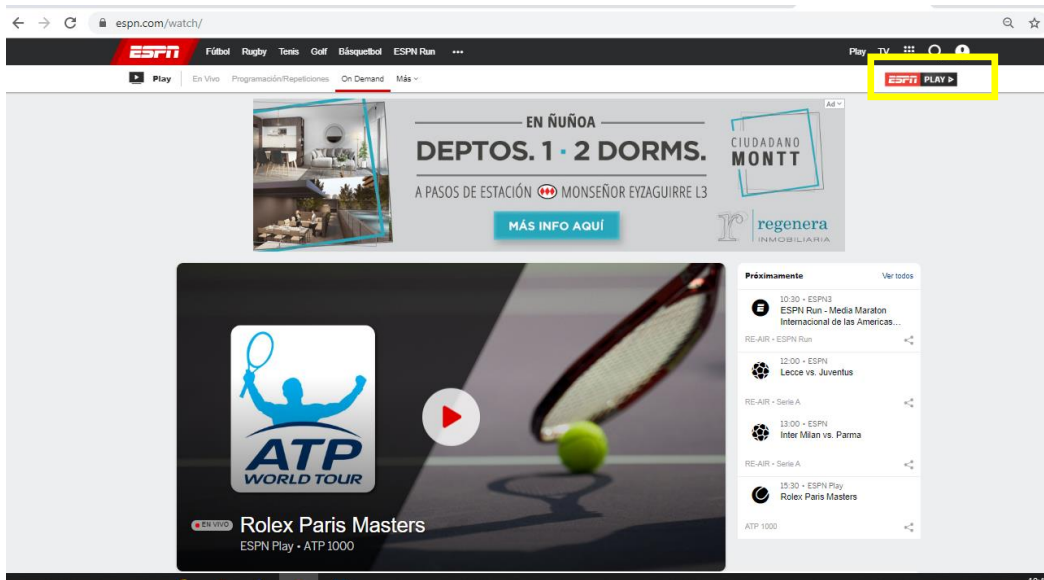 espn.com/watch/
ESPN Fútbol Rugby Tenis Golf Básquetbol ESPN Run ••• Play TV
Play En Vivo Programación/Repeticiones On Demand Más
ESPN PLAY
Ad
EN ÑUÑOA
DEPTOS. 1 · 2 DORMS.
A PASOS DE ESTACIÓN MONSEÑOR EYZAGUIRRE L3
MÁS INFO AQUÍ
CIUDADANO
MONTT
r regenera
INMOBILIARIA
ATP
WORLD TOUR
EN VIVO Rolex Paris Masters
ESPN Play • ATP 1000
Próximamente Ver todos
10:30 • ESPN3
ESPN Run - Media Maraton
Internacional de las Americas...
RE-AIR • ESPN Run
12:00 • ESPN
Lecce vs. Juventus
RE-AIR • Serie A
13:00 • ESPN
Inter Milan vs. Parma
RE-AIR • Serie A
15:30 • ESPN Play
Rolex Paris Masters
ATP 1000